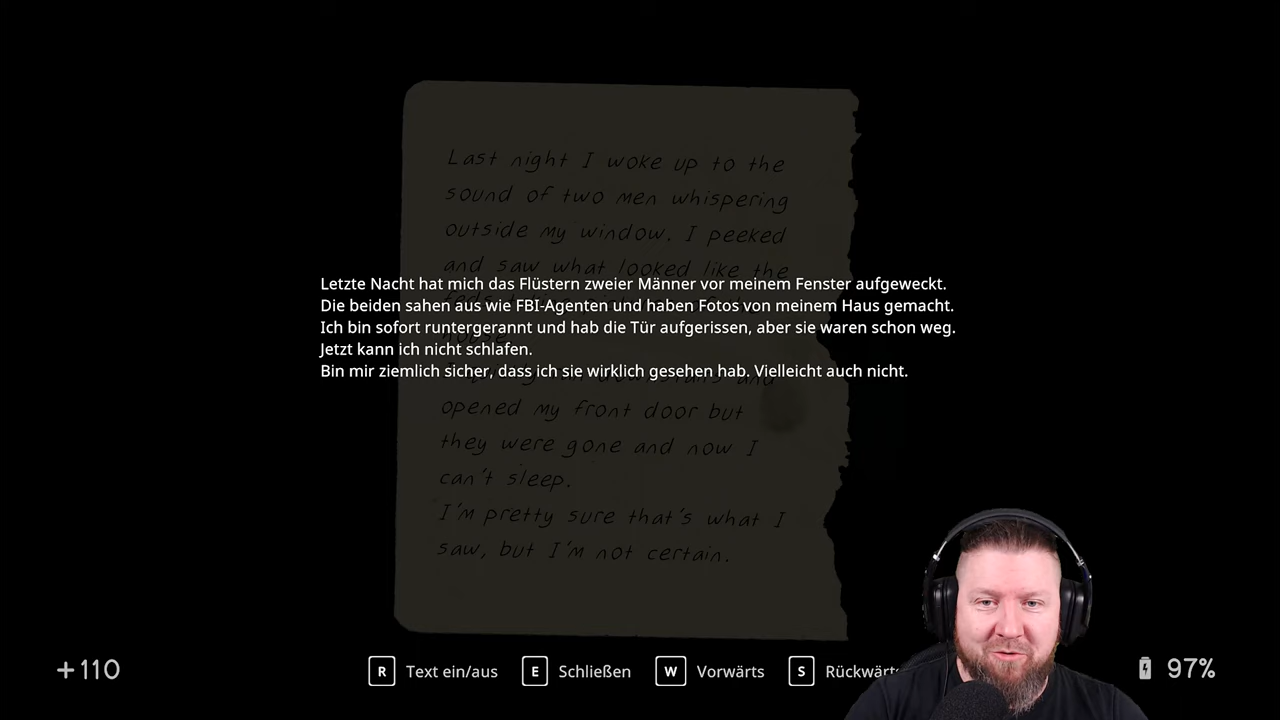 Last night I woke up to the
sound of two men whispering
outside my window. I peeked
and saw what looked like the
Letzte Nacht hat mich das Flüstern zweier Männer vor meinem Fenster aufgeweckt.
Die beiden sahen aus wie FBI-Agenten und haben Fotos von meinem Haus gemacht.
Ich bin sofort runtergerannt und hab die Tür aufgerissen, aber sie waren schon weg.
Jetzt kann ich nicht schlafen.
Bin mir ziemlich sicher, dass ich sie wirklich gesehen hab. Vielleicht auch nicht.
opened my front door but
they were gone and now I
can't sleep.
I'm pretty sure that's what I
saw, but I'm not certain.
+110
R Text ein/aus E Schließen W Vorwärts S Rückwärts
97%